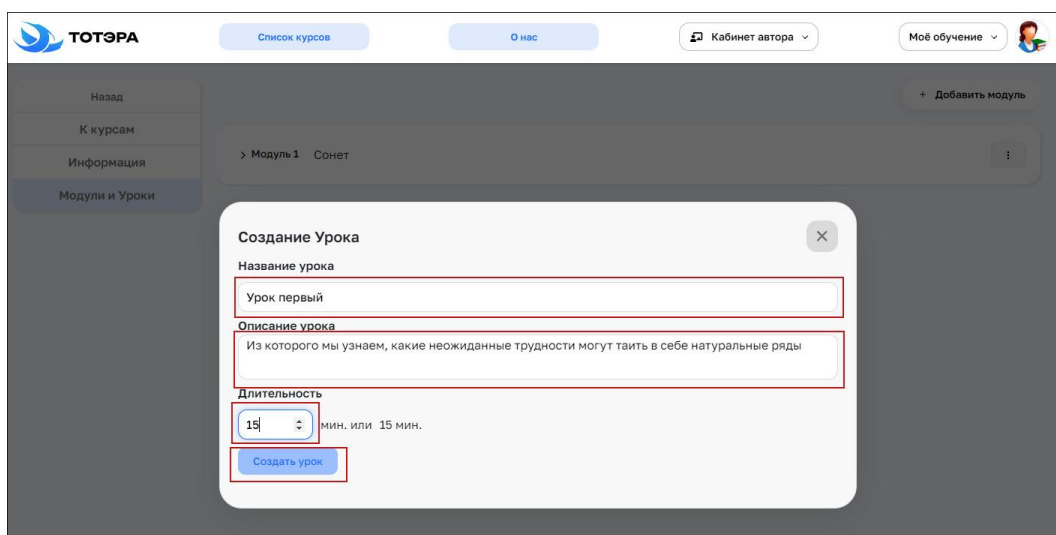 ТОТЭРА
Список курсов
О нас
Кабинет автора
Моё обучение
Назад
+ Добавить модуль
К курсам
> Модуль 1 Сонет
Информация
Модули и Уроки
Создание Урока
Название урока
Урок первый
Описание урока
Из которого мы узнаем, какие неожиданные трудности могут таить в себе натуральные ряды
Длительность
15 мин. или 15 мин.
Создать урок